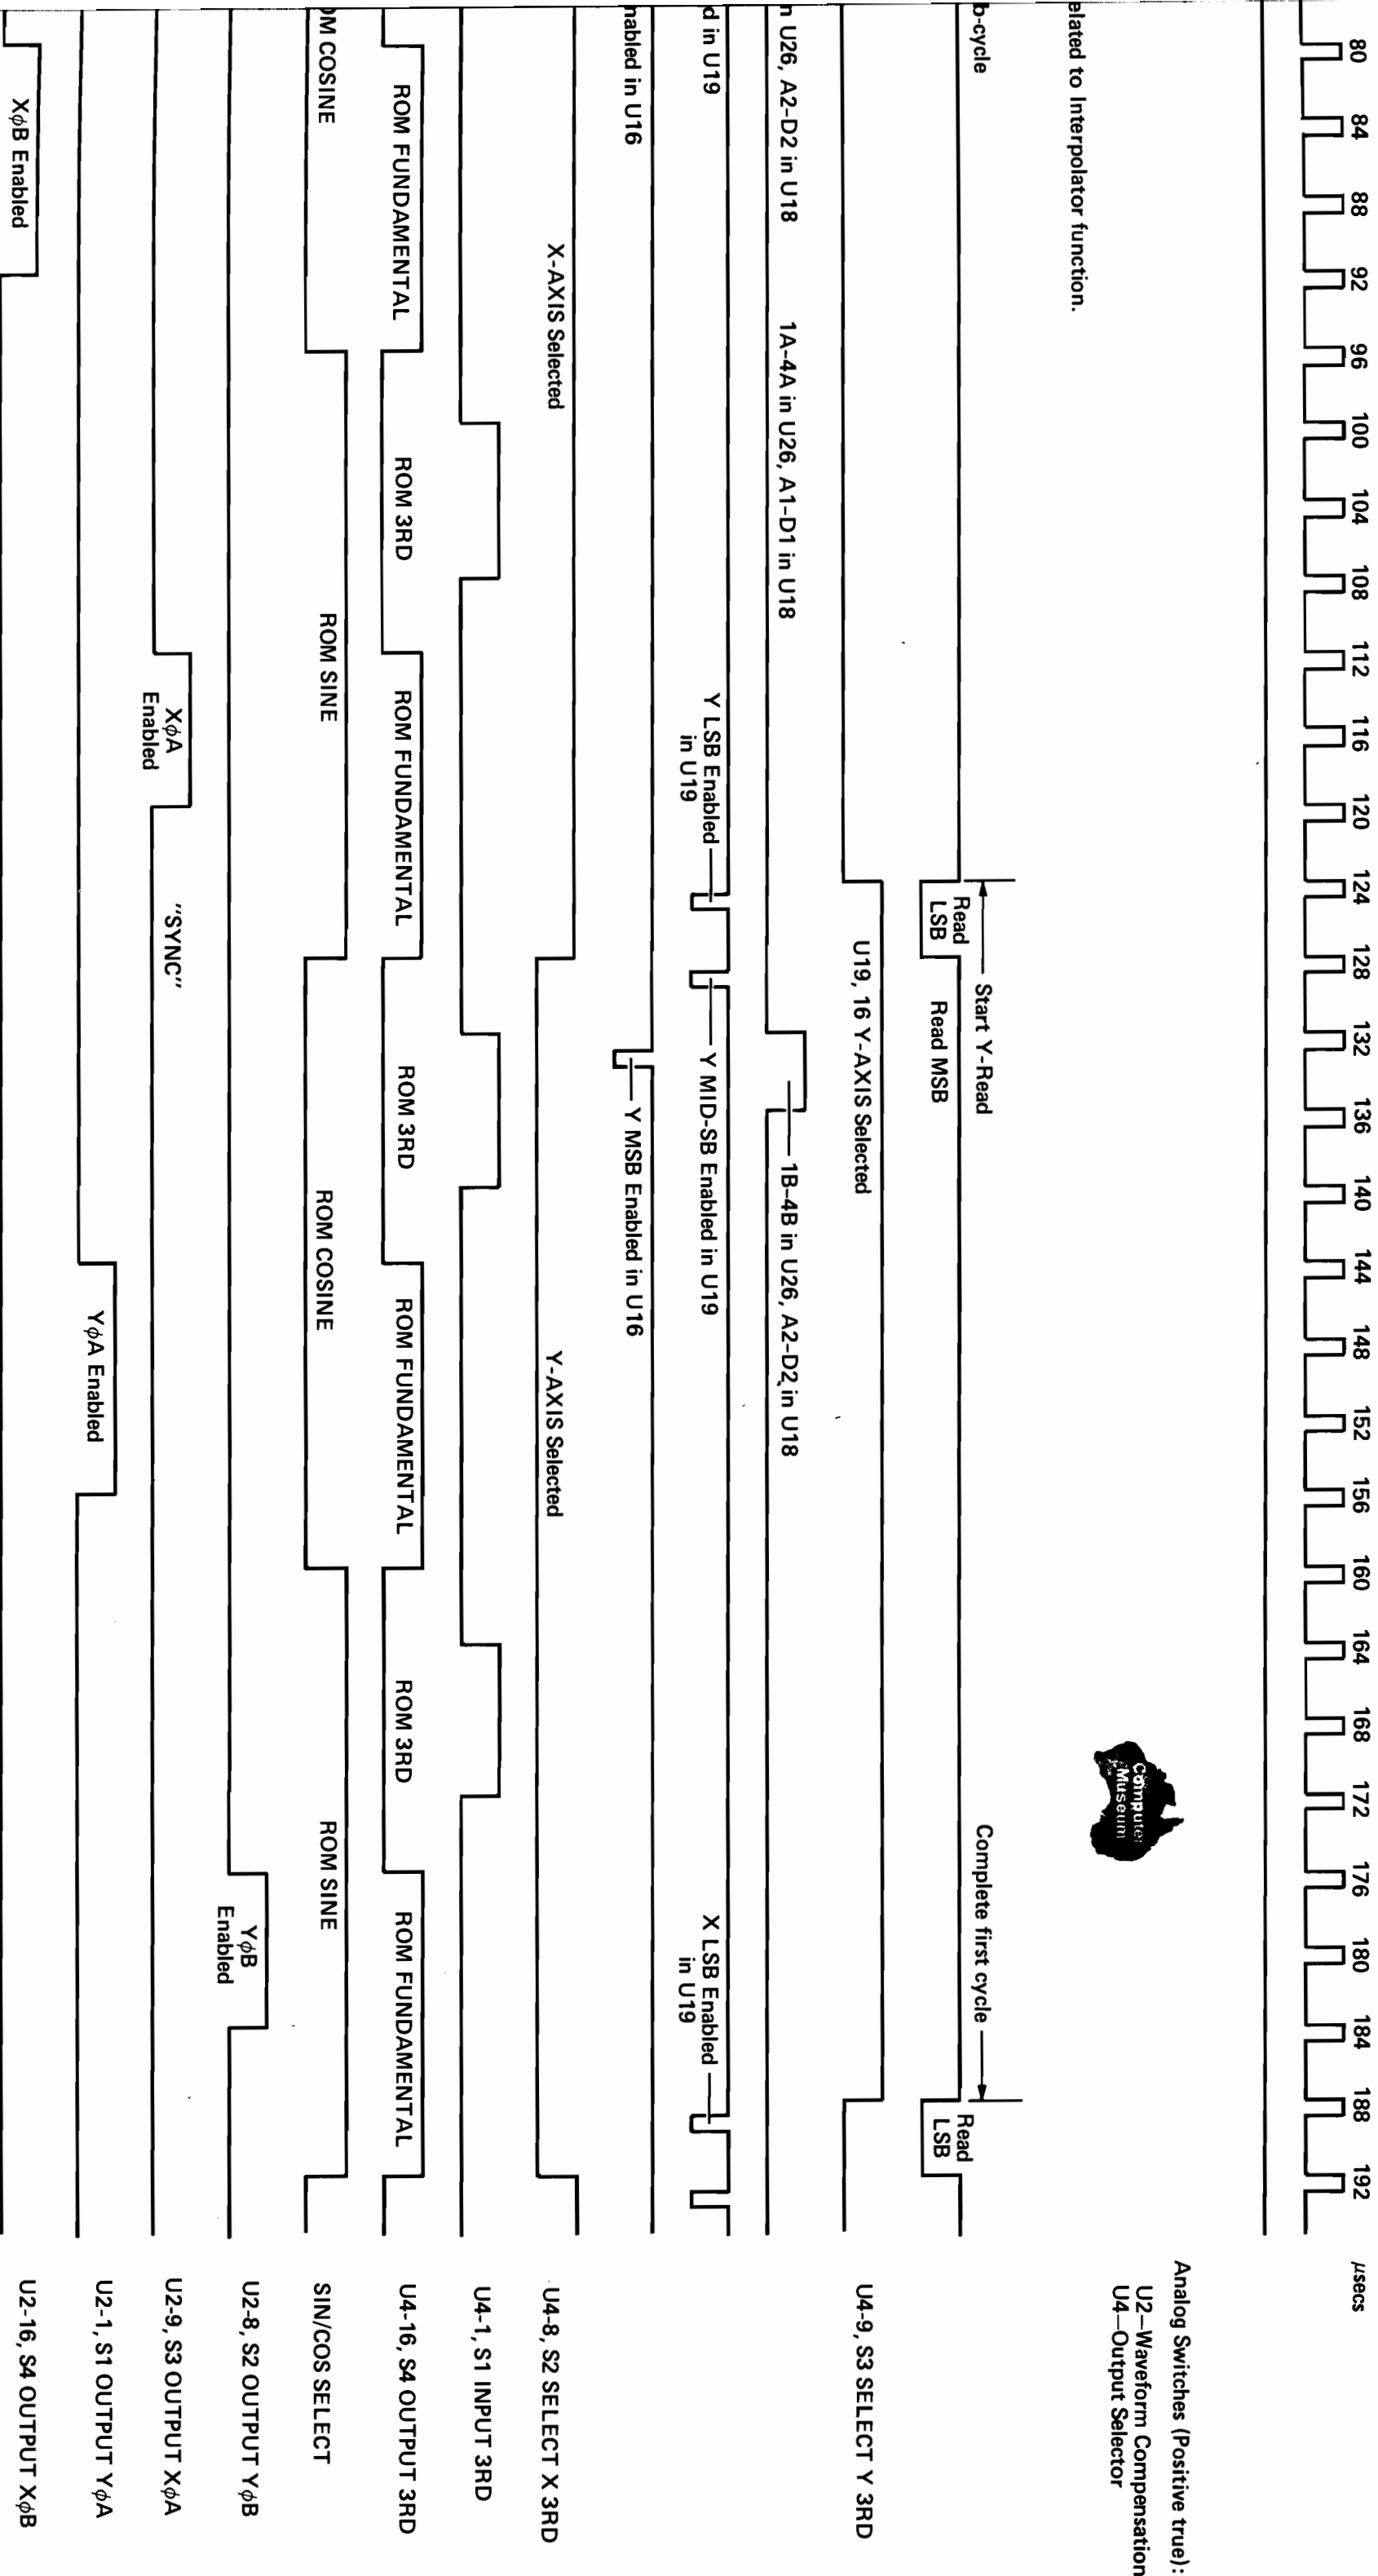 80 84 88 92 96 100 104 108 112 116 120 124 128 132 136 140 144 148 152 156 160 164 168 172 176 180 184 188 192 μsecs
Analog Switches (Positive true):
U2—Waveform Compensation
U4—Output Selector
Computer
Museum
elated to Interpolator function.
Start Y-Read
Complete first cycle
b-cycle
Read
LSB
Read MSB
Read
LSB
U19, 16 Y-AXIS Selected
U4-9, S3 SELECT Y 3RD
n U26, A2-D2 in U18
1A-4A in U26, A1-D1 in U18
1B-4B in U26, A2-D2 in U18
d in U19
Y LSB Enabled
in U19
Y MID-SB Enabled in U19
X LSB Enabled
in U19
nabled in U16
Y MSB Enabled in U16
X-AXIS Selected
Y-AXIS Selected
U4-8, S2 SELECT X 3RD
U4-1, S1 INPUT 3RD
ROM FUNDAMENTAL
ROM 3RD
ROM FUNDAMENTAL
ROM 3RD
ROM FUNDAMENTAL
ROM 3RD
ROM FUNDAMENTAL
U4-16, S4 OUTPUT 3RD
OM COSINE
ROM SINE
ROM COSINE
ROM SINE
SIN/COS SELECT
YϕB
Enabled
U2-8, S2 OUTPUT YϕB
XϕA
Enabled
"SYNC"
U2-9, S3 OUTPUT XϕA
YϕA Enabled
U2-1, S1 OUTPUT YϕA
XϕB Enabled
U2-16, S4 OUTPUT XϕB